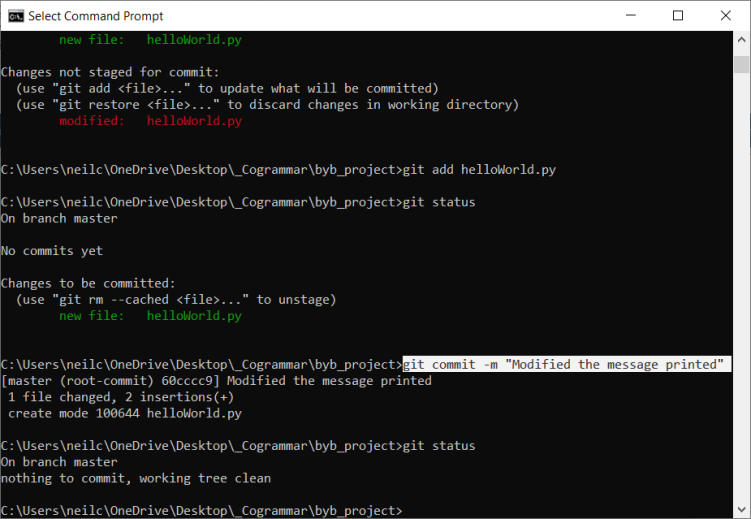 Select Command Prompt
new file:   helloWorld.py
Changes not staged for commit:
(use "git add <file>..." to update what will be committed)
(use "git restore <file>..." to discard changes in working directory)
modified:   helloWorld.py
C:\Users\neilc\OneDrive\Desktop\_Cogrammar\byb_project>git add helloWorld.py
C:\Users\neilc\OneDrive\Desktop\_Cogrammar\byb_project>git status
On branch master
No commits yet
Changes to be committed:
(use "git rm --cached <file>..." to unstage)
new file:   helloWorld.py
C:\Users\neilc\OneDrive\Desktop\_Cogrammar\byb_project>git commit -m "Modified the message printed"
[master (root-commit) 60cccc9] Modified the message printed
1 file changed, 2 insertions(+)
create mode 100644 helloWorld.py
C:\Users\neilc\OneDrive\Desktop\_Cogrammar\byb_project>git status
On branch master
nothing to commit, working tree clean
C:\Users\neilc\OneDrive\Desktop\_Cogrammar\byb_project>